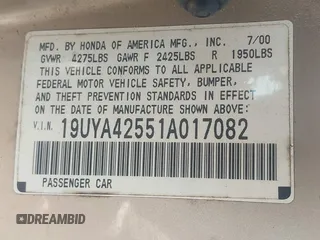 MFD. BY HONDA OF AMERICA MFG., INC. 7/00
GVWR 4275LBS GAWR F 2425LBS R 1950LBS
THIS VEHICLE CONFORMS TO ALL APPLICABLE
FEDERAL MOTOR VEHICLE SAFETY, BUMPER,
AND THEFT PREVENTION STANDARDS IN EFFECT
ON THE DATE OF MANUFACTURE SHOWN ABOVE.
V.I.N. 19UYA42551A017082
PASSENGER CAR
DREAMBID